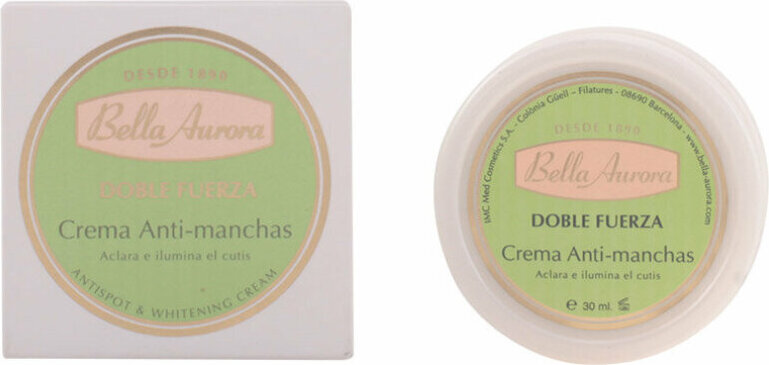 DESDE 1890
Bella Aurora
DOBLE FUERZA
Crema Anti-manchas
Aclara e ilumina el cutis
ANTISPOT & WHITENING CREAM
IMC Med Cosmetics S.A. - Colònia Güell – Filatures - 08690 Barcelona - www.bella-aurora.com
DESDE 1890
Bella Aurora
DOBLE FUERZA
Crema Anti-manchas
Aclara e ilumina el cutis
e 30 ml.